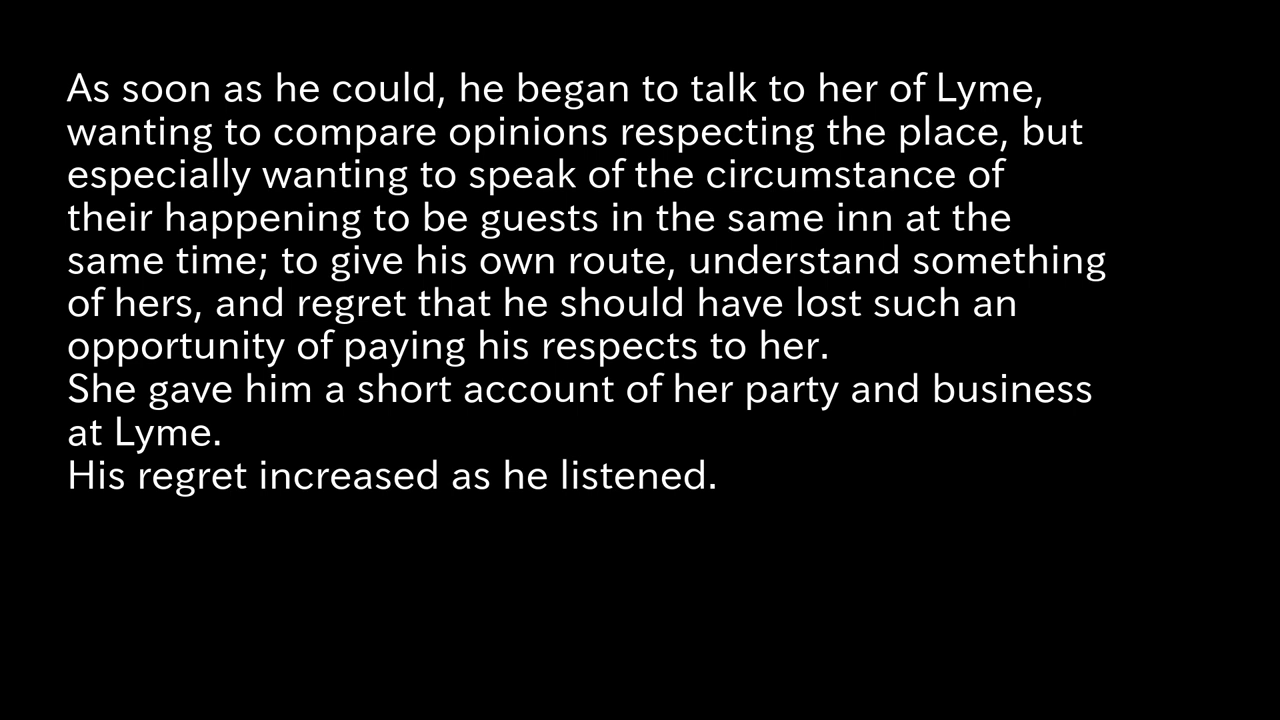 As soon as he could, he began to talk to her of Lyme,
wanting to compare opinions respecting the place, but
especially wanting to speak of the circumstance of
their happening to be guests in the same inn at the
same time; to give his own route, understand something
of hers, and regret that he should have lost such an
opportunity of paying his respects to her.
She gave him a short account of her party and business
at Lyme.
His regret increased as he listened.